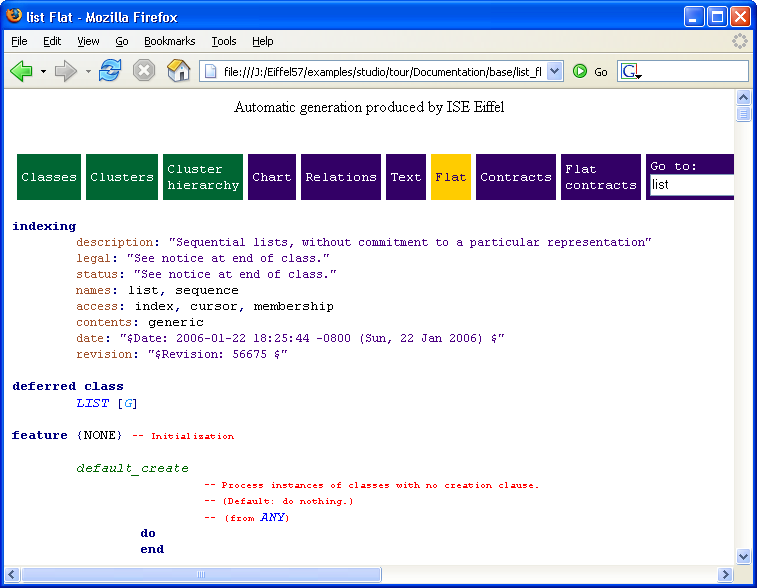 list Flat - Mozilla Firefox
File Edit View Go Bookmarks Tools Help
file:///J:/Eiffel57/examples/studio/tour/Documentation/base/list_fl Go G
Automatic generation produced by ISE Eiffel
Classes Clusters Cluster hierarchy Chart Relations Text Flat Contracts Flat contracts Go to: list
indexing
description: "Sequential lists, without commitment to a particular representation"
legal: "See notice at end of class."
status: "See notice at end of class."
names: list, sequence
access: index, cursor, membership
contents: generic
date: "$Date: 2006-01-22 18:25:44 -0800 (Sun, 22 Jan 2006) $"
revision: "$Revision: 56675 $"
deferred class
LIST [G]
feature {NONE} -- Initialization
default_create
-- Process instances of classes with no creation clause.
-- (Default: do nothing.)
-- (from ANY)
do
end